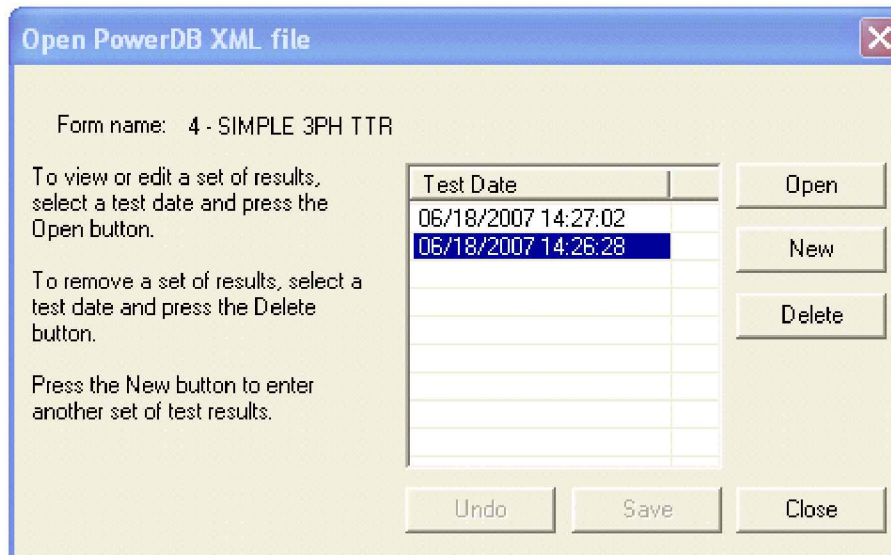 Open PowerDB XML file
Form name: 4 - SIMPLE 3PH TTR
To view or edit a set of results,
select a test date and press the
Open button.
To remove a set of results, select a
test date and press the Delete
button.
Press the New button to enter
another set of test results.
Test Date
06/18/2007 14:27:02
06/18/2007 14:26:28
Open
New
Delete
Undo
Save
Close